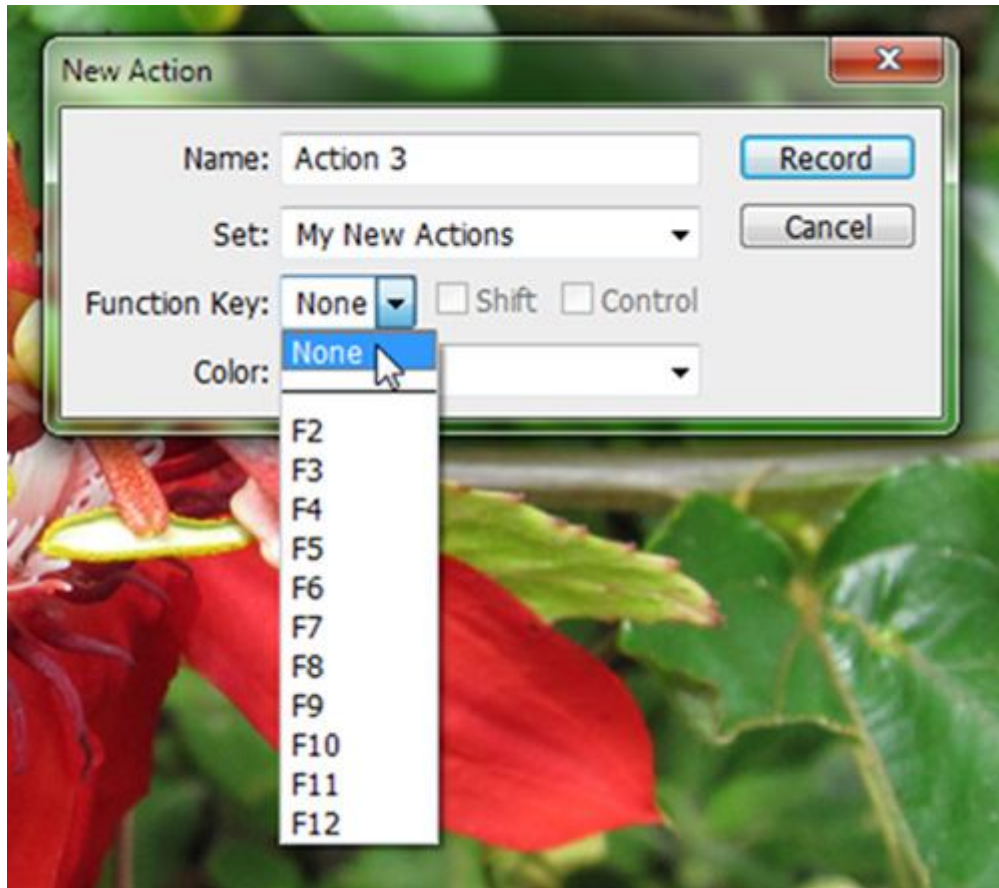 New Action
Name: Action 3 Record
Set: My New Actions Cancel
Function Key: None Shift Control
None
Color:
F2
F3
F4
F5
F6
F7
F8
F9
F10
F11
F12